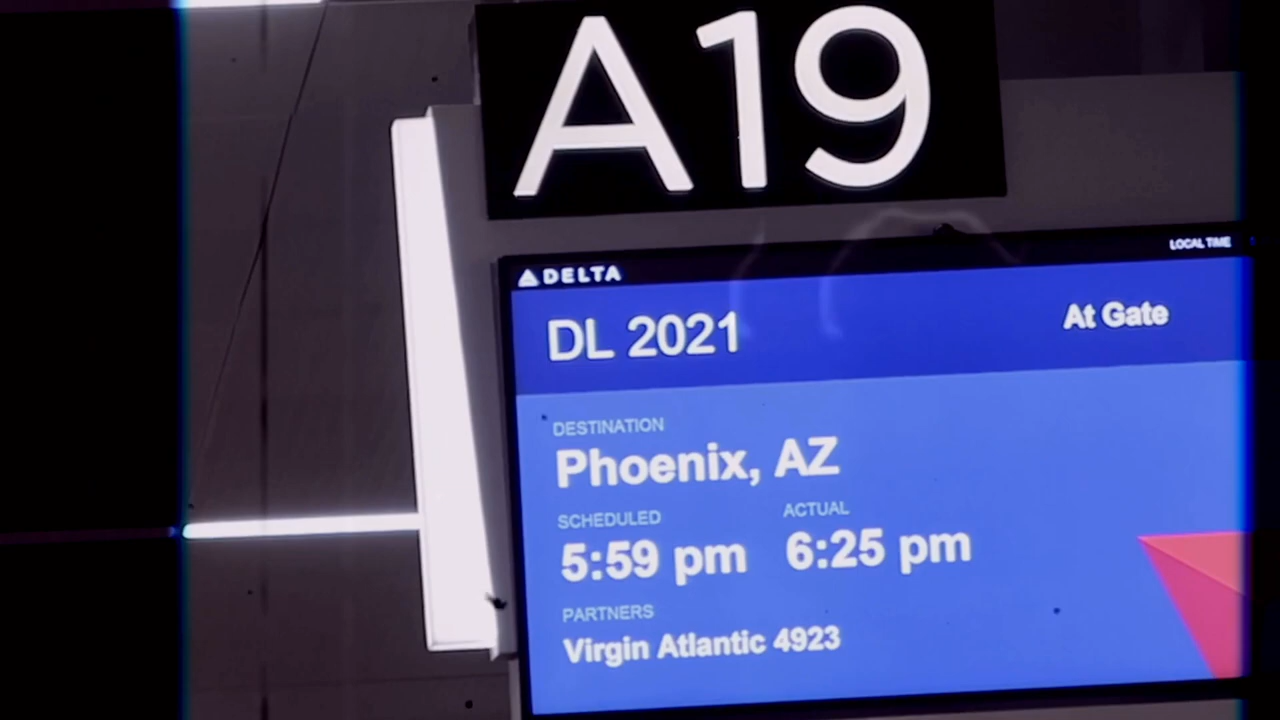 A19
DELTA
LOCAL TIME
DL 2021
At Gate
DESTINATION
Phoenix, AZ
SCHEDULED
ACTUAL
5:59 pm
6:25 pm
PARTNERS
Virgin Atlantic 4923